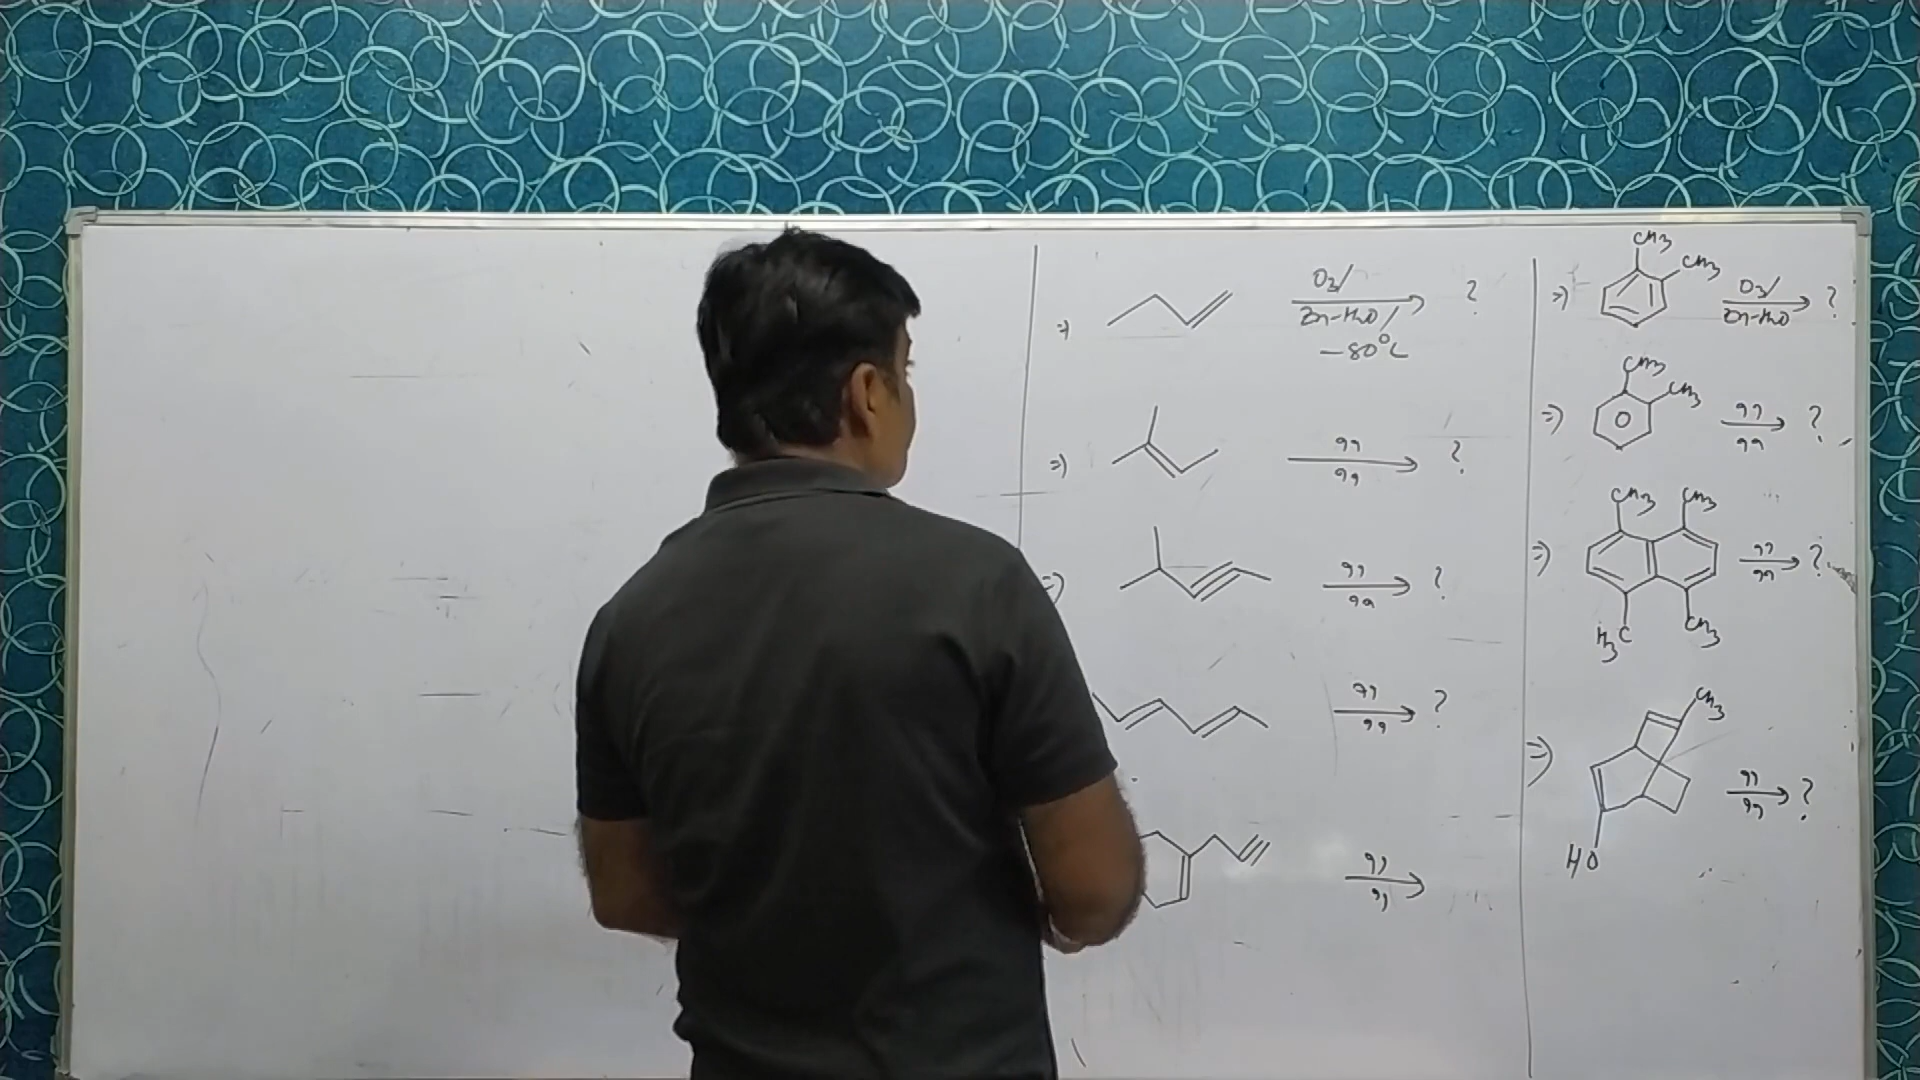 =) O3/ ?
Zn-H2O/
-80°C
=) " ?
"
=) " ?
"
" ?
"
"
"
=) CH3
CH3
O3/ ?
Zn-H2O
=) CH3
CH3
" ?
"
CH3 CH3
=) " ?
"
H3C CH3
CH3
=) " ?
"
HO